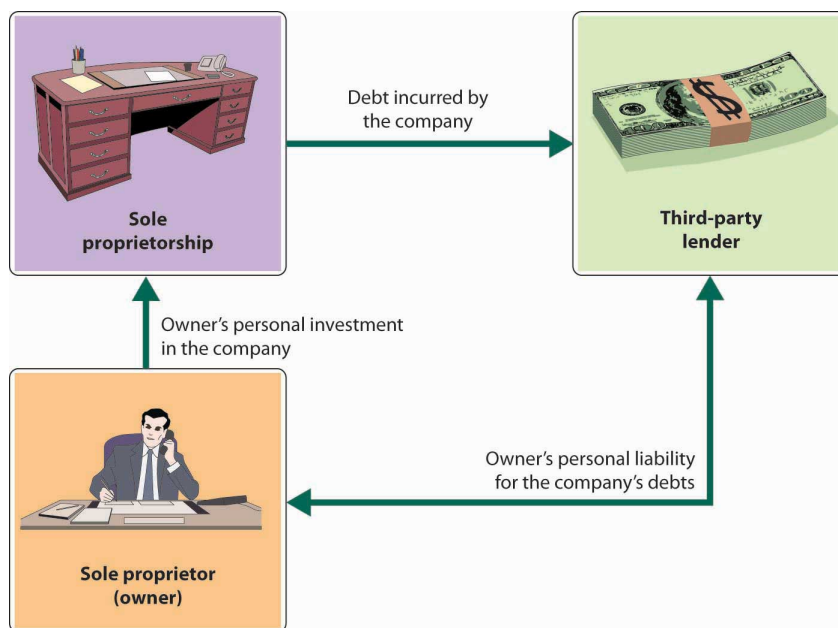 Debt incurred by
the company
Sole
proprietorship
Third-party
lender
Owner’s personal investment
in the company
Owner’s personal liability
for the company’s debts
Sole proprietor
(owner)